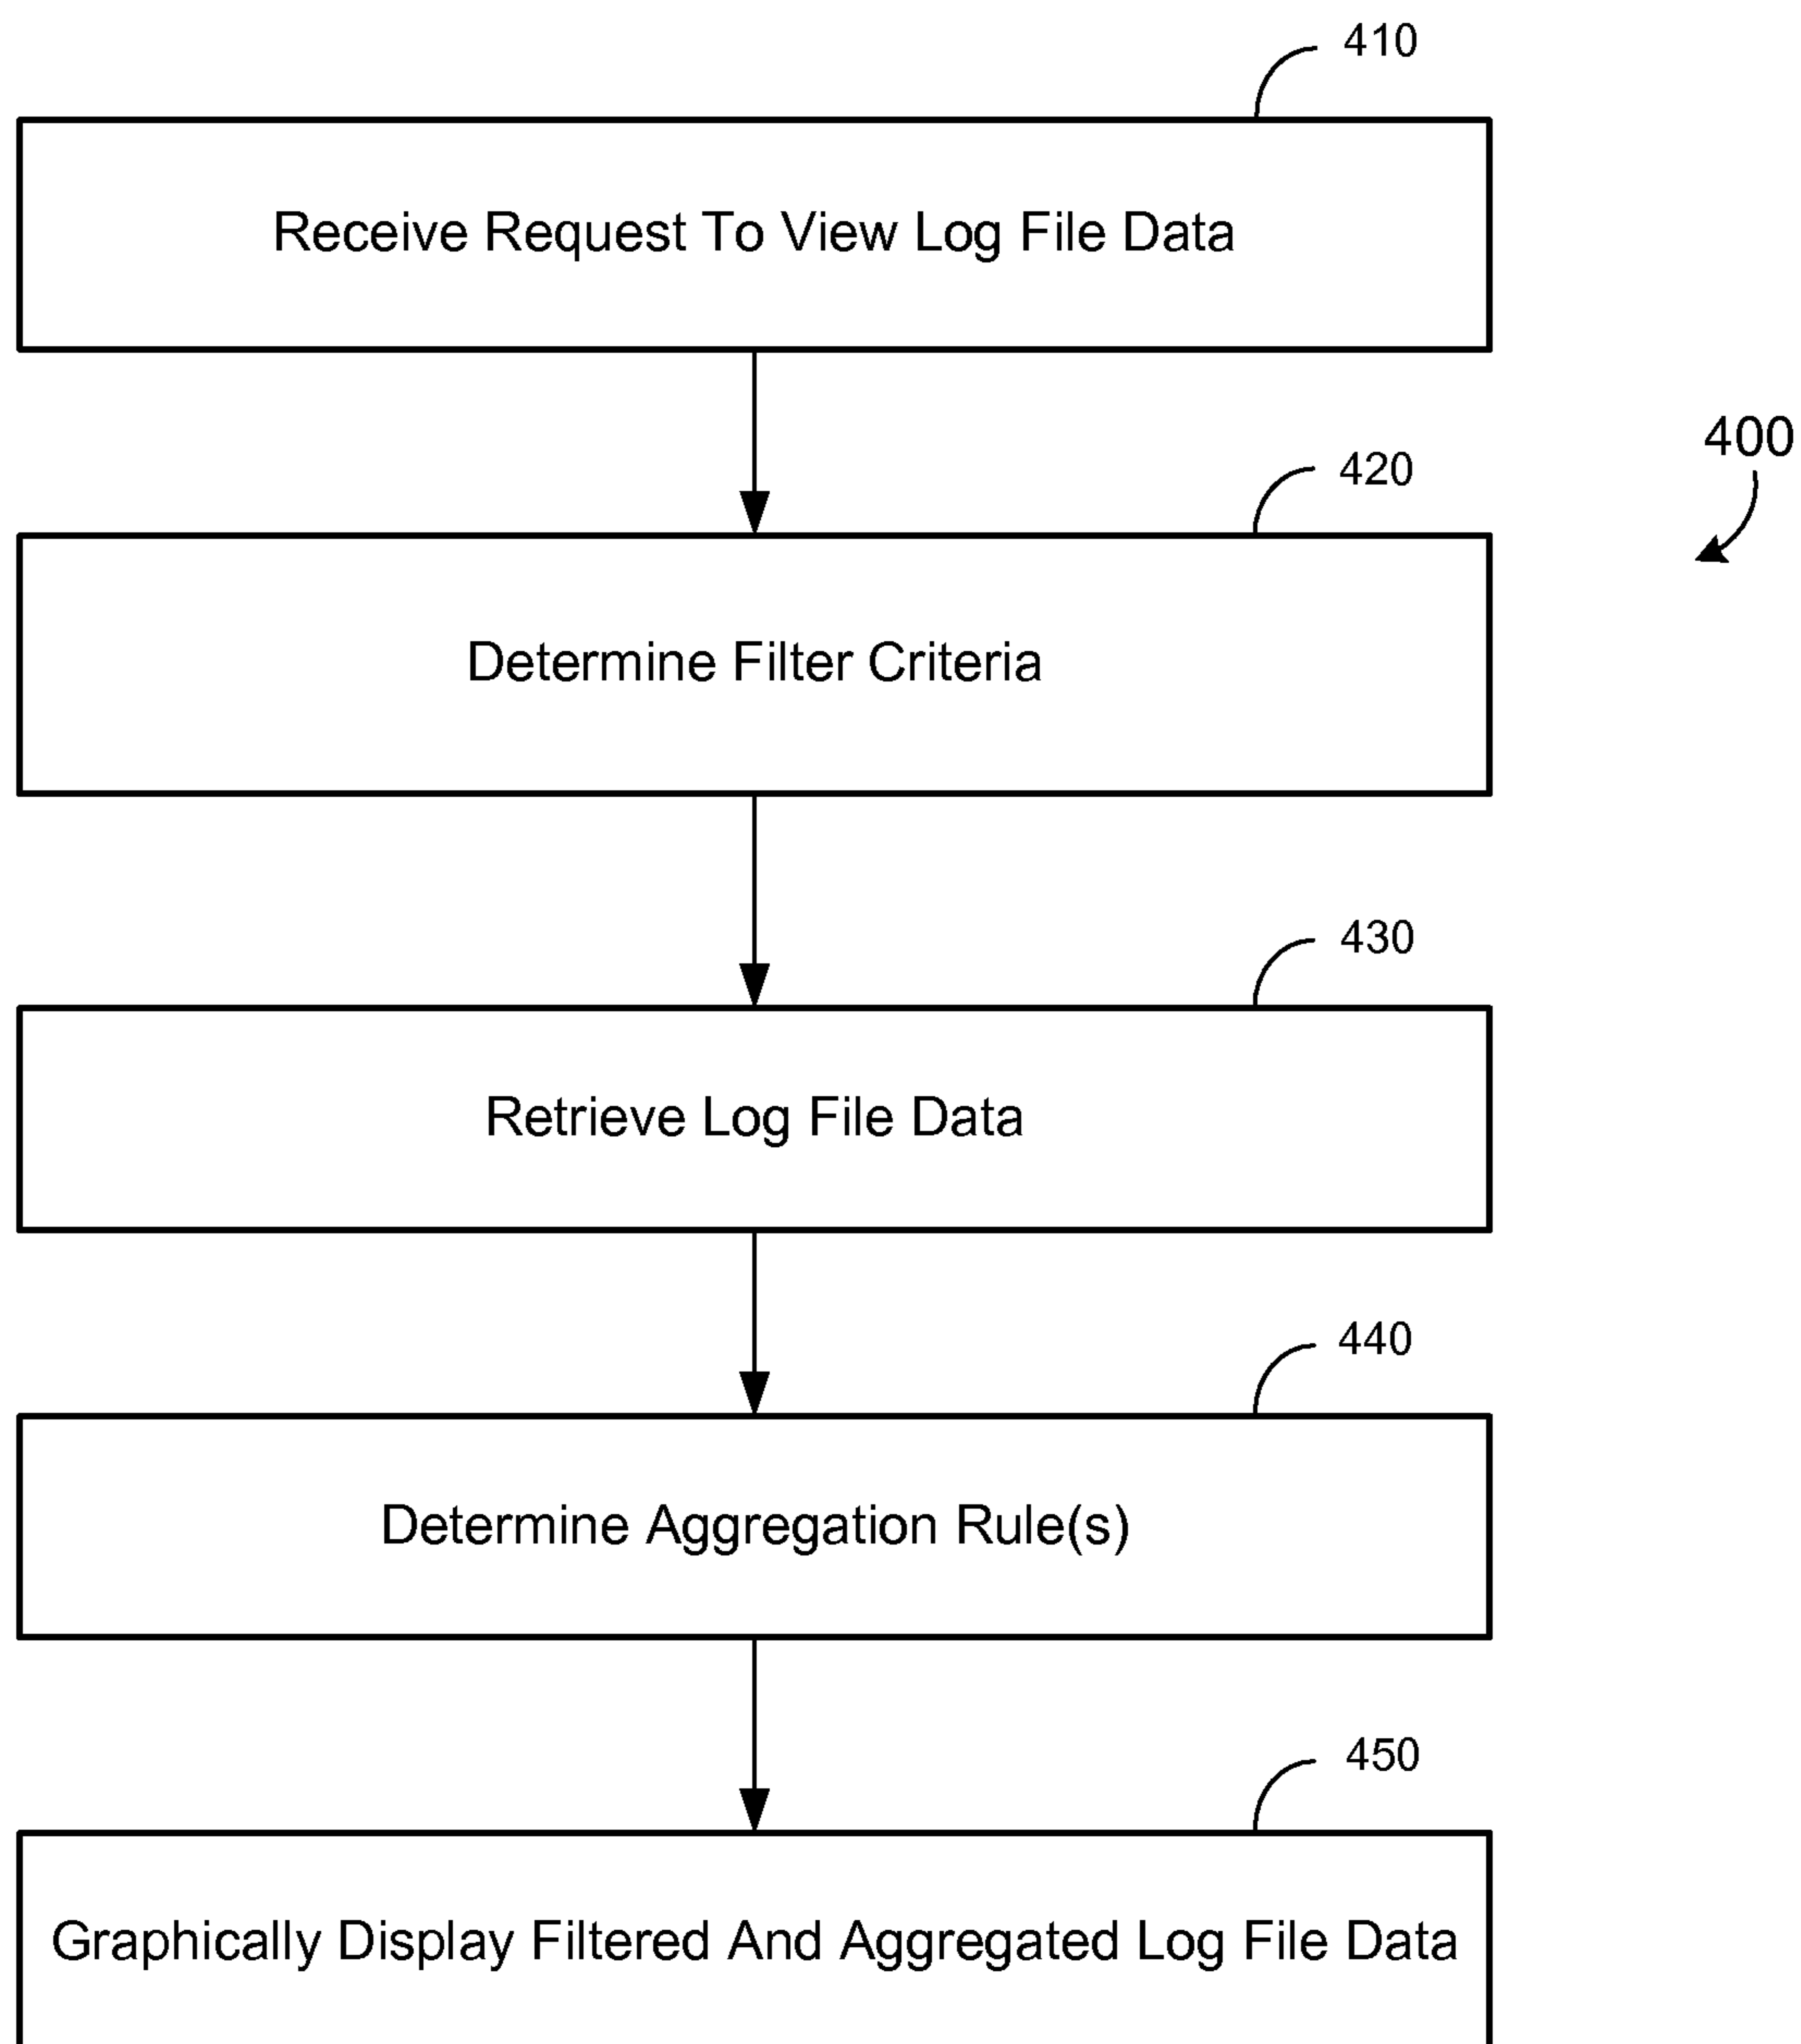 410
Receive Request To View Log File Data
400
420
Determine Filter Criteria
430
Retrieve Log File Data
440
Determine Aggregation Rule(s)
450
Graphically Display Filtered And Aggregated Log File Data